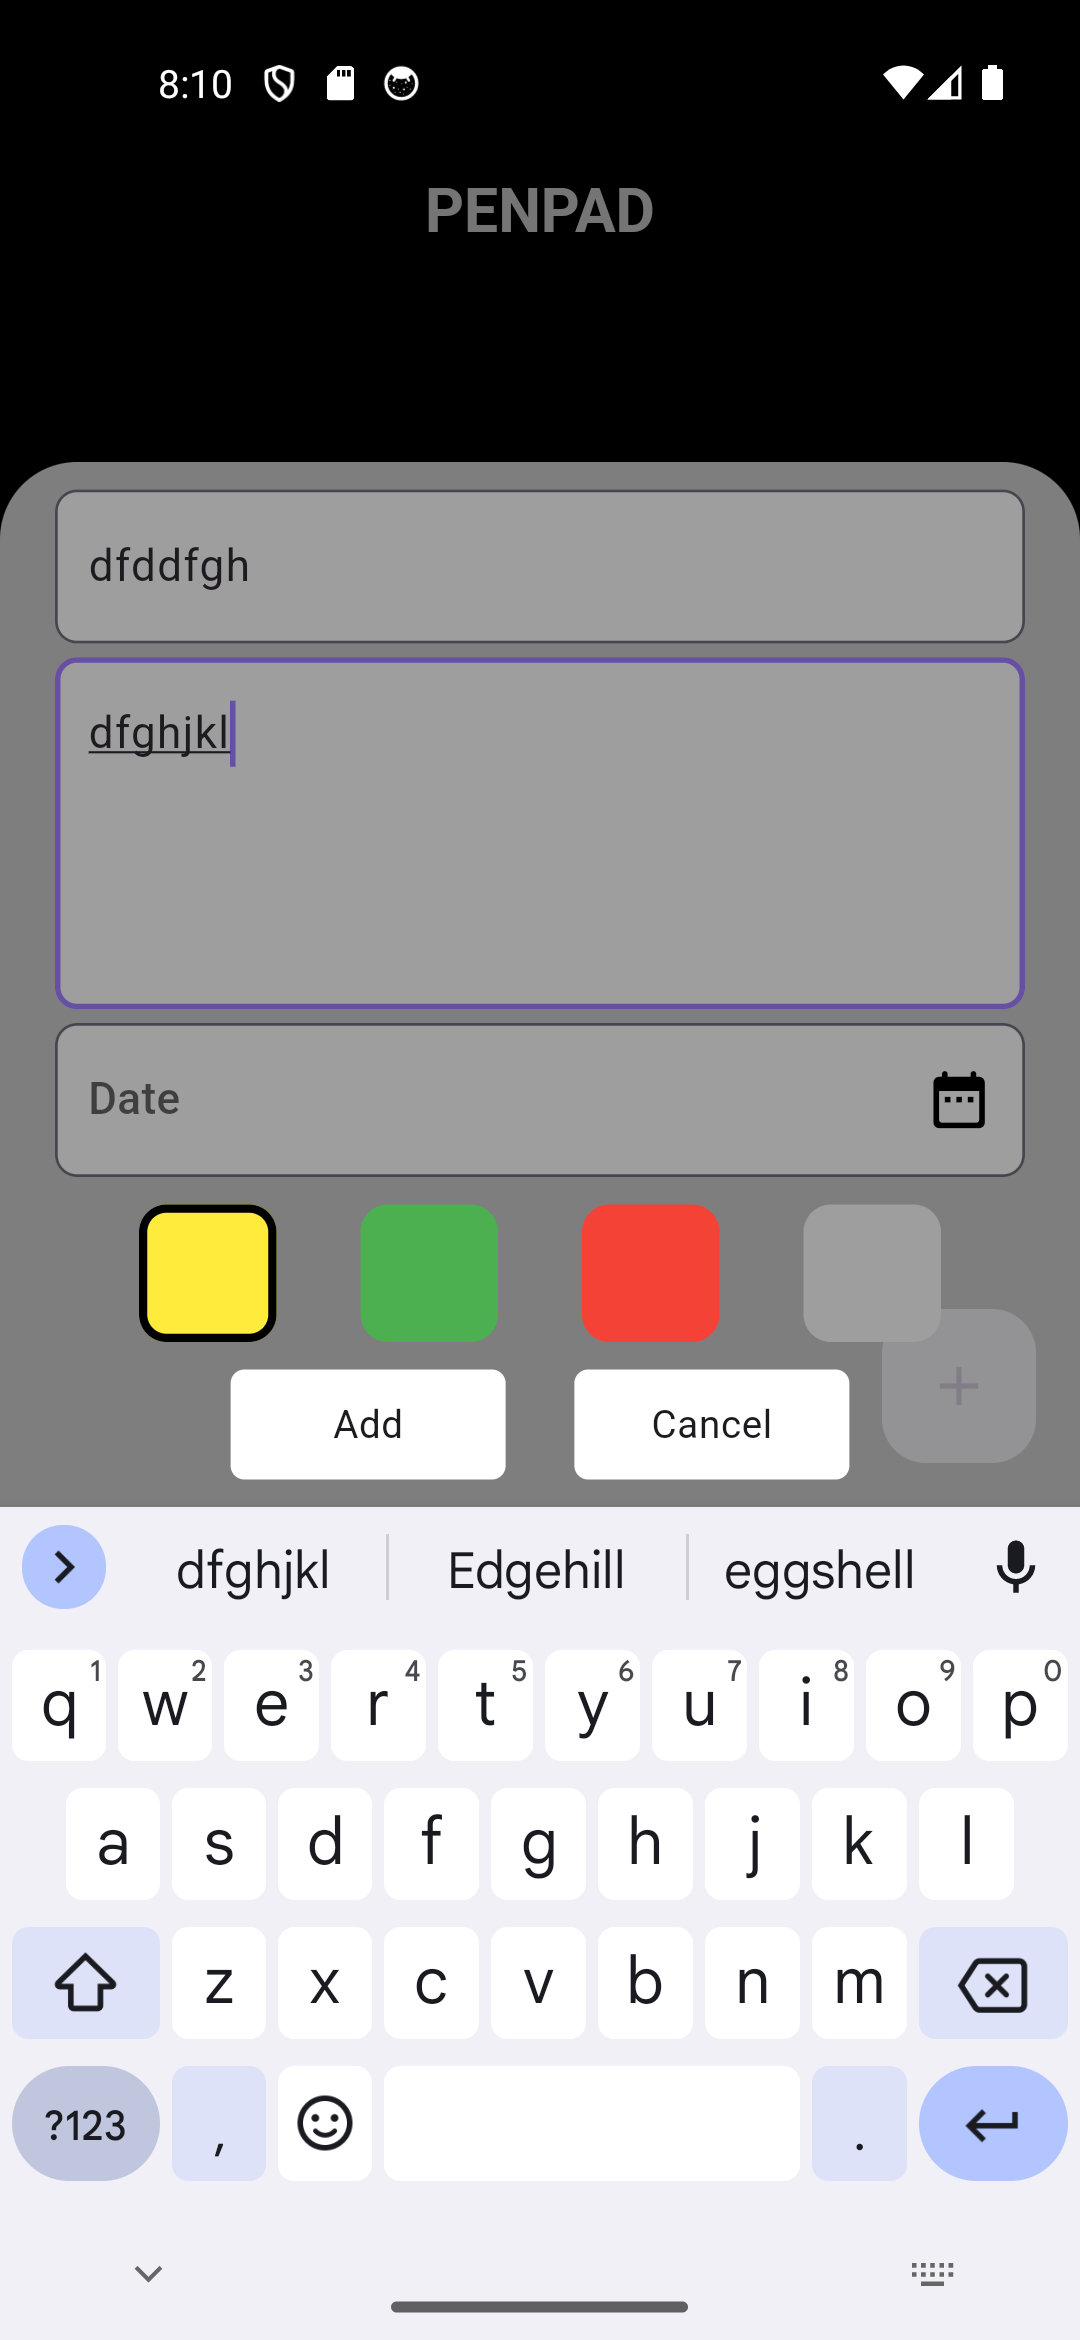 8:10
PENPAD
dfddfgh
dfghjkl
Date
Add Cancel
dfghjkl Edgehill eggshell
q 1 w 2 e 3 r 4 t 5 y 6 u 7 i 8 o 9 p 0
a s d f g h j k l
z x c v b n m
?123 , .